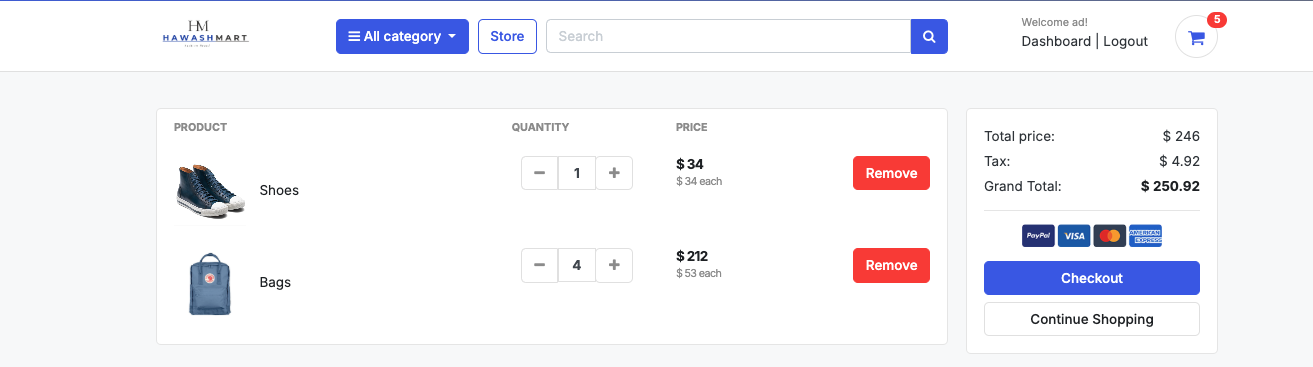 HM
HAWASHMART
All category
Store
Search
Welcome ad!
Dashboard | Logout
5
PRODUCT QUANTITY PRICE
Shoes
1
$ 34
$ 34 each
Remove
Bags
4
$ 212
$ 53 each
Remove
Total price: $ 246
Tax: $ 4.92
Grand Total: $ 250.92
PayPal VISA AMERICAN EXPRESS
Checkout
Continue Shopping